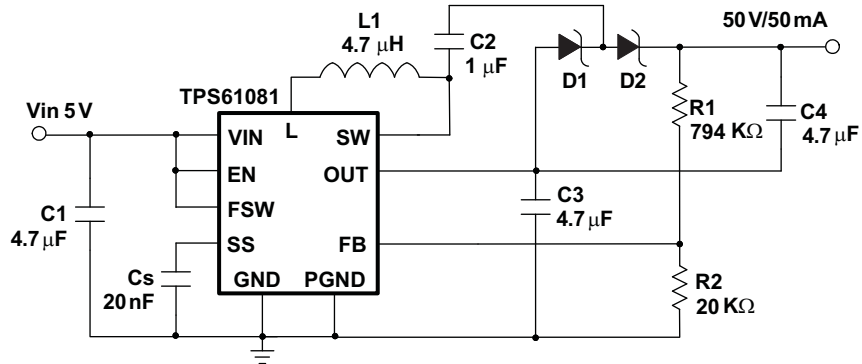 L1
4.7 μH
C2
1 μF
50 V/50 mA
D1
D2
TPS61081
Vin 5 V
R1
794 KΩ
C4
4.7 μF
VIN
L
SW
EN
OUT
FSW
C1
4.7 μF
C3
4.7 μF
SS
FB
Cs
20 nF
GND
PGND
R2
20 KΩ